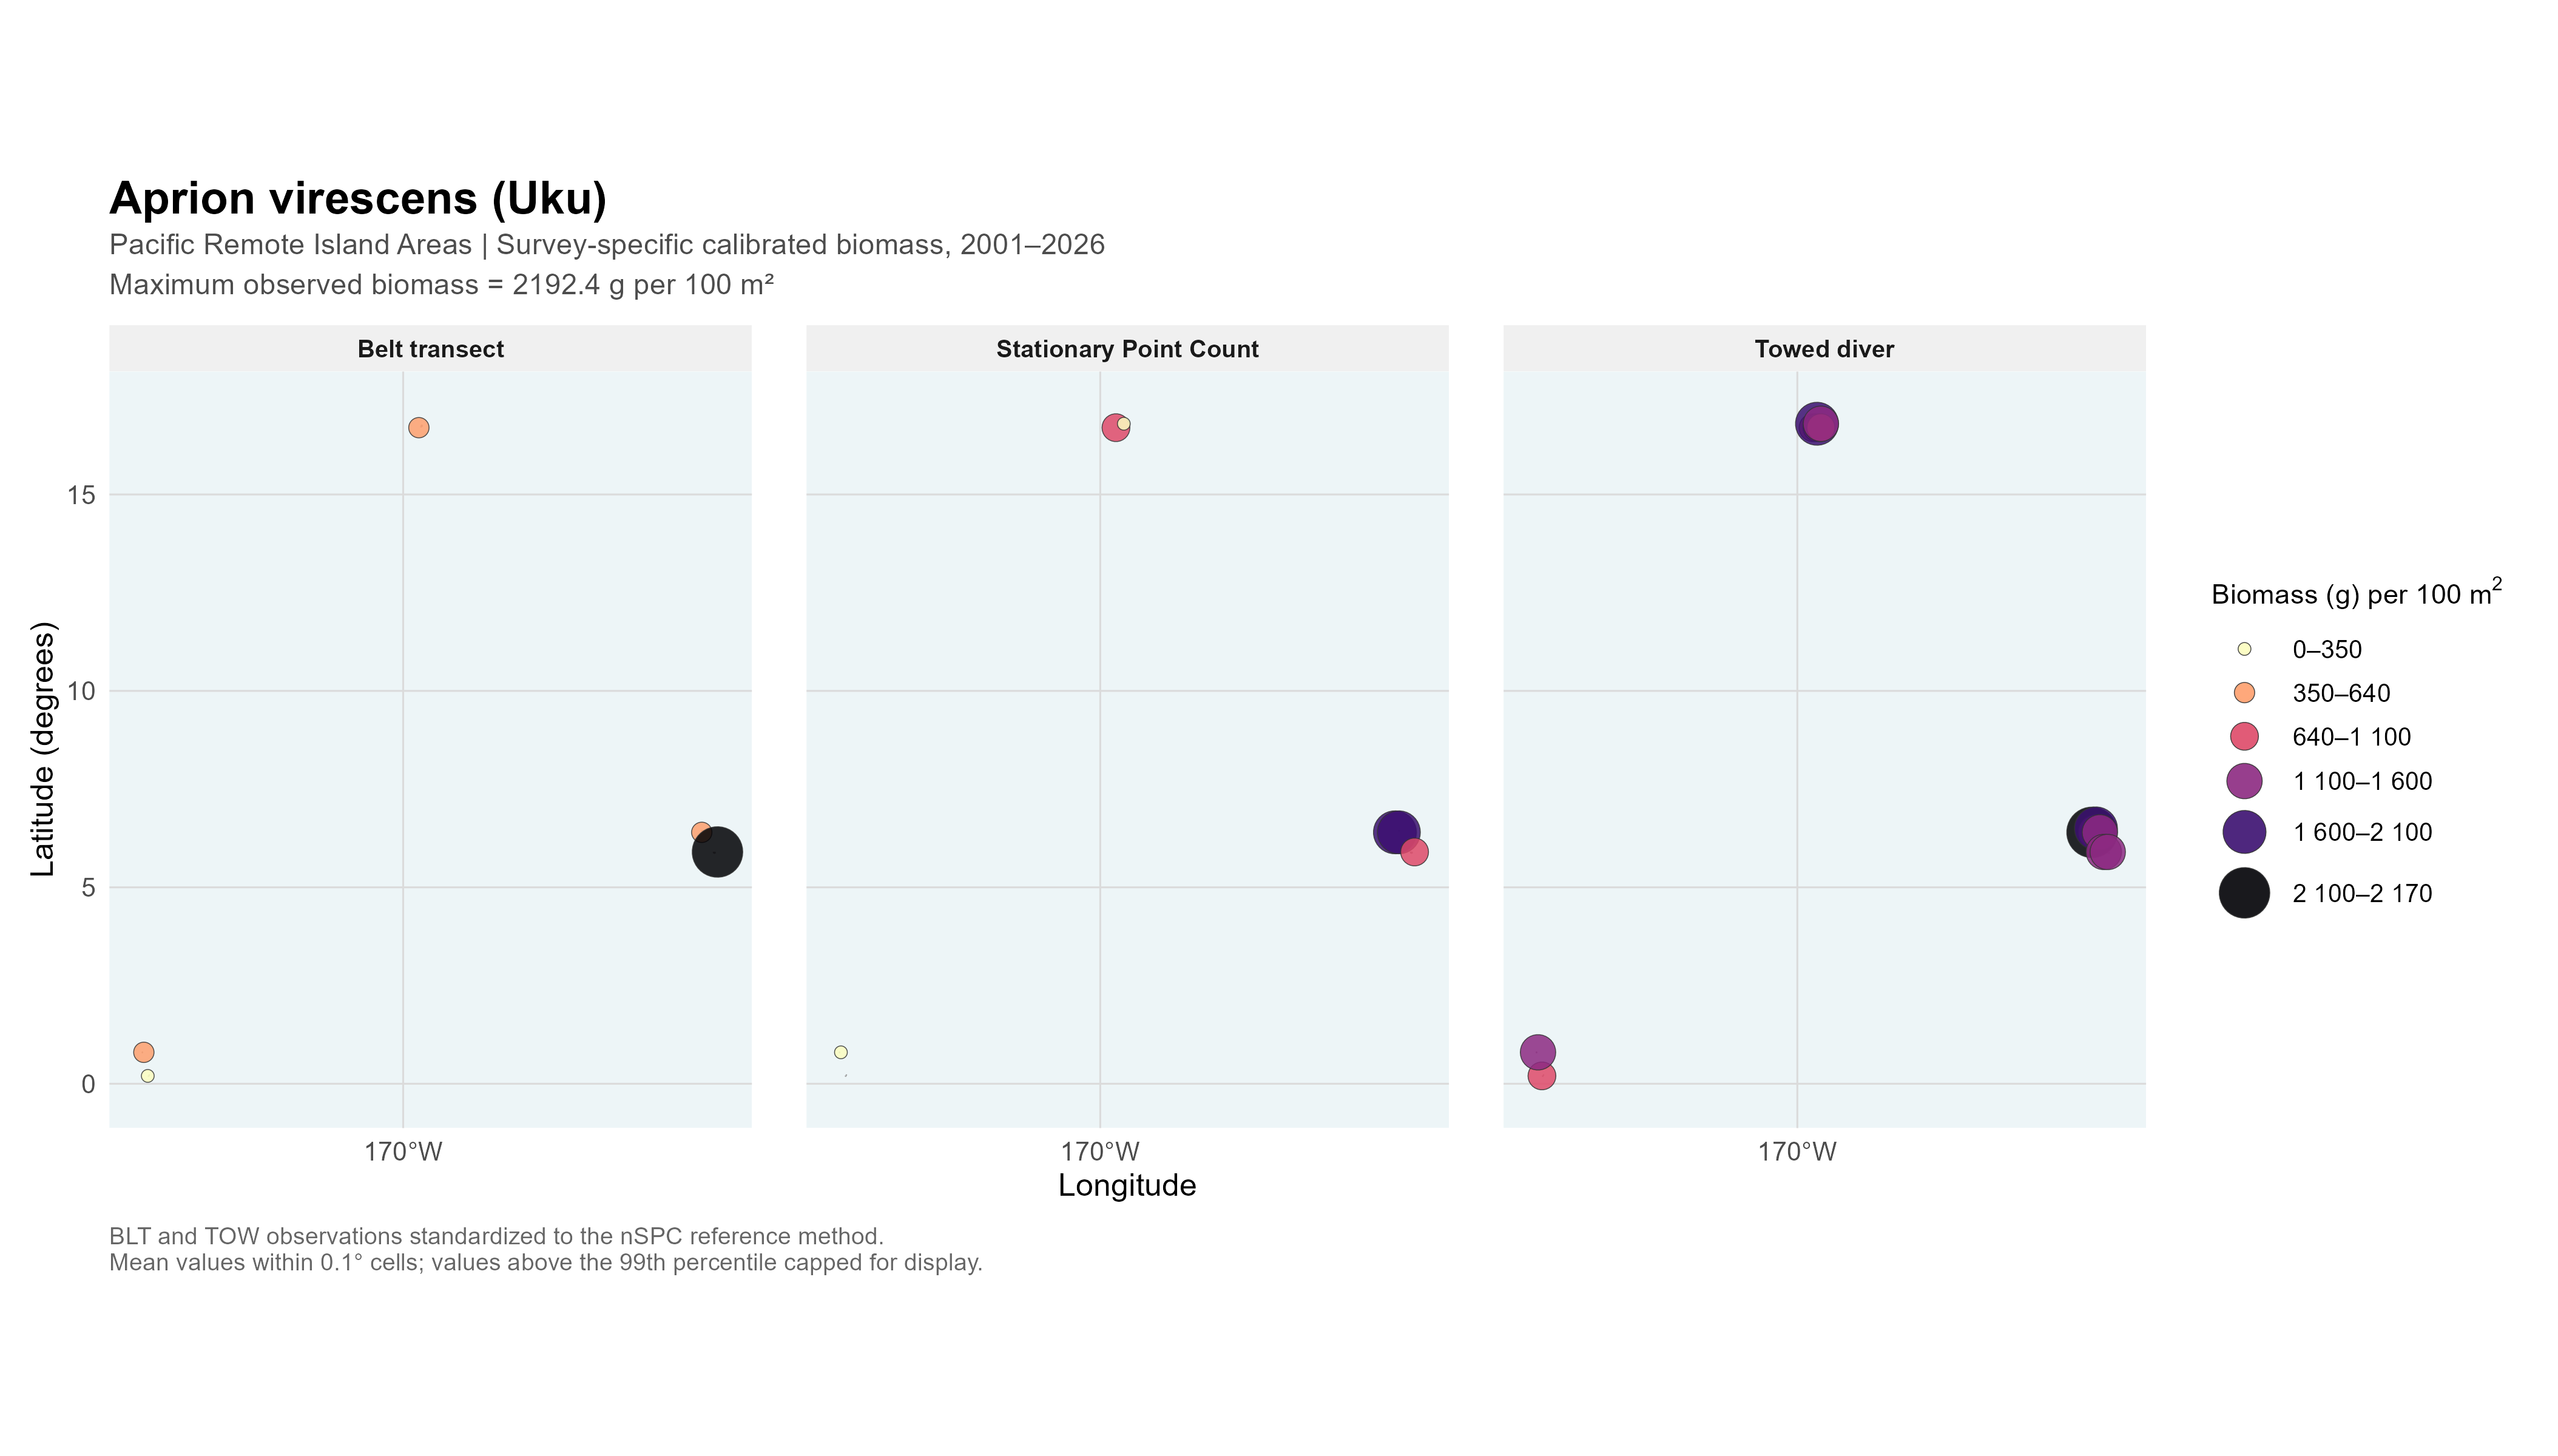 Aprion virescens (Uku)
Pacific Remote Island Areas | Survey-specific calibrated biomass, 2001–2026
Maximum observed biomass = 2192.4 g per 100 m²
Belt transect
Stationary Point Count
Towed diver
Latitude (degrees)
15
10
5
0
170°W
170°W
170°W
Longitude
Biomass (g) per 100 m²
0–350
350–640
640–1 100
1 100–1 600
1 600–2 100
2 100–2 170
BLT and TOW observations standardized to the nSPC reference method.
Mean values within 0.1° cells; values above the 99th percentile capped for display.